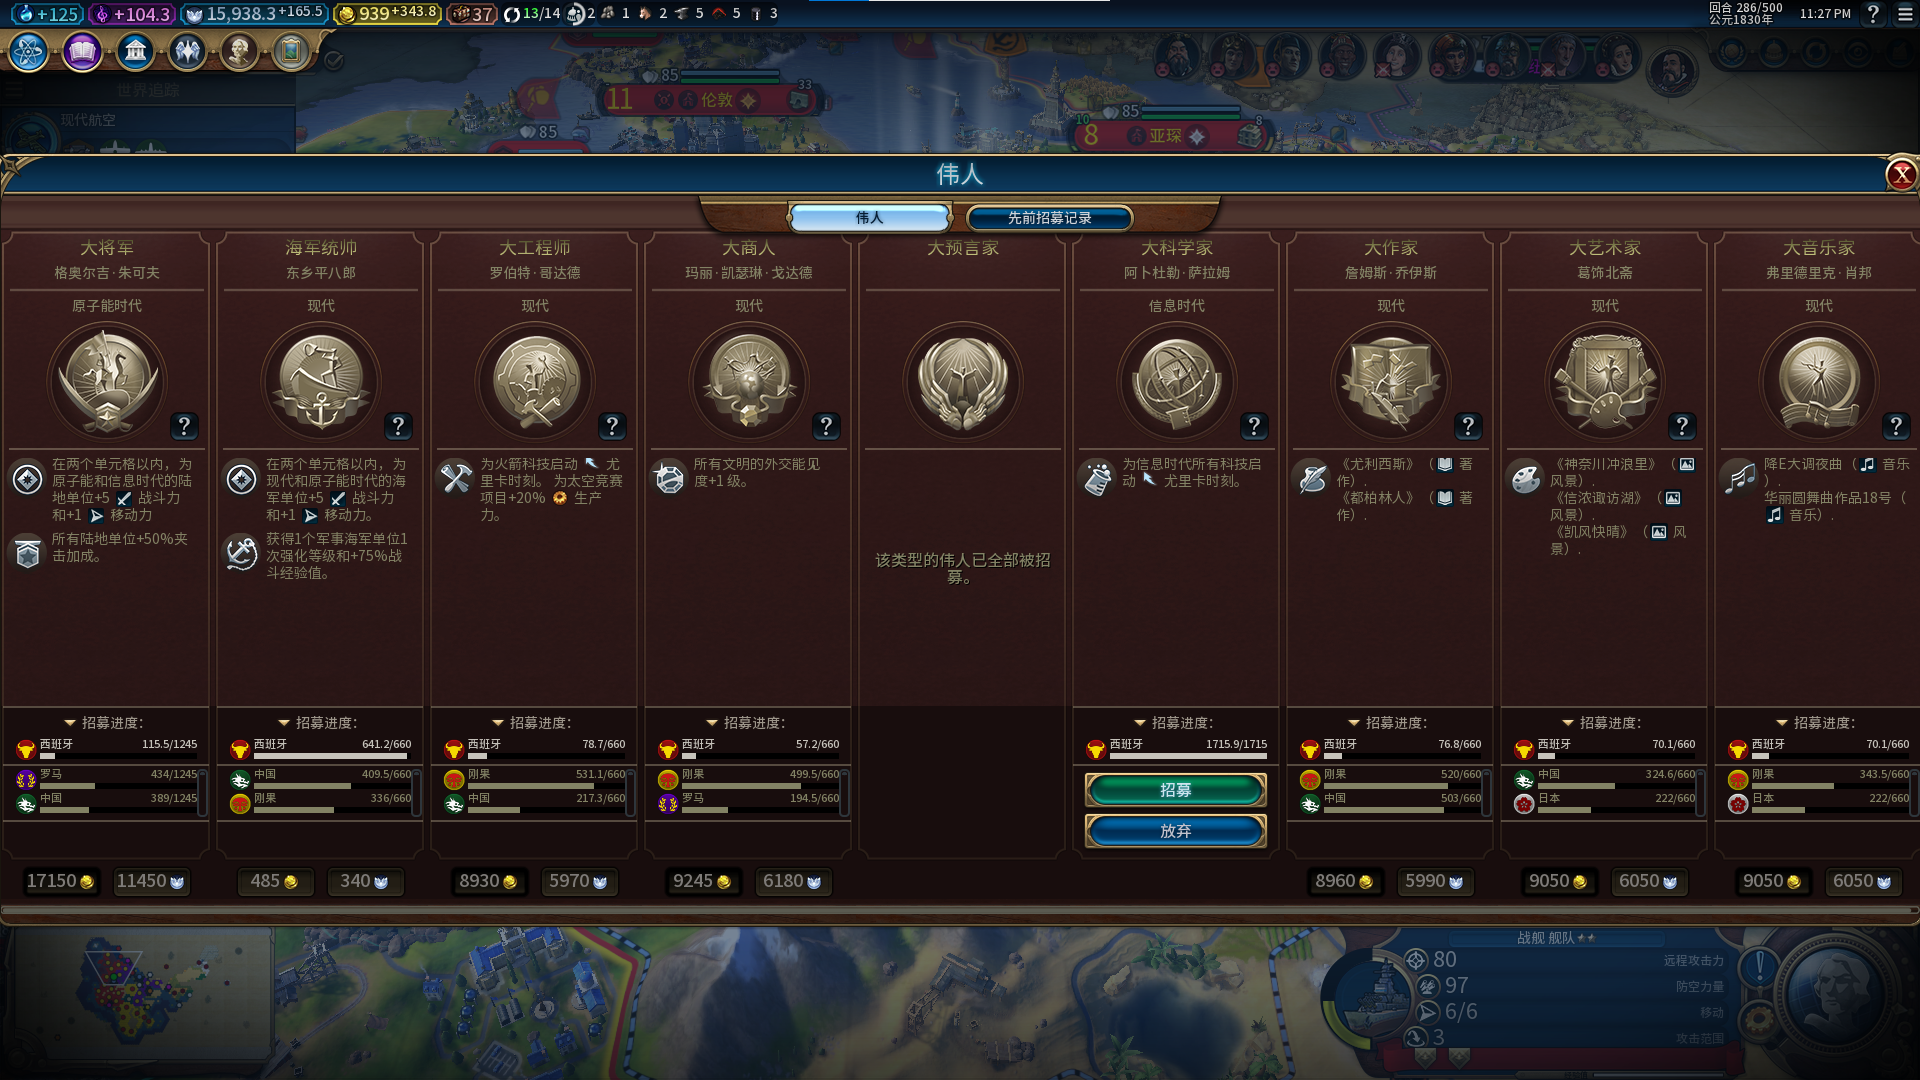 +125
+104.3
15,938.3 +165.5
939 +343.8
37
13/14
2
1
2
5
5
3
回合 286/500
公元1830年
11:27 PM
?
世界追踪
现代航空
85
11
伦敦
33
85
85
10
8
亚琛
8
伟人
X
伟人
先前招募记录
大将军
格奥尔吉·朱可夫
原子能时代
?
在两个单元格以内，为
原子能和信息时代的陆
地单位+5 战斗力
和+1 移动力
所有陆地单位+50%夹
击加成。
招募进度：
西班牙 115.5/1245
罗马 434/1245
中国 389/1245
17150
11450
海军统帅
东乡平八郎
现代
?
在两个单元格以内，为
现代和原子能时代的海
军单位+5 战斗力
和+1 移动力。
获得1个军事海军单位1
次强化等级和+75%战
斗经验值。
招募进度：
西班牙 641.2/660
中国 409.5/660
刚果 336/660
485
340
大工程师
罗伯特·哥达德
现代
?
为火箭科技启动 尤
里卡时刻。 为太空竞赛
项目+20% 生产
力。
招募进度：
西班牙 78.7/660
刚果 531.1/660
中国 217.3/660
8930
5970
大商人
玛丽·凯瑟琳·戈达德
现代
?
所有文明的外交能见
度+1 级。
招募进度：
西班牙 57.2/660
刚果 499.5/660
罗马 194.5/660
9245
6180
大预言家
该类型的伟人已全部被招
募。
大科学家
阿卜杜勒·萨拉姆
信息时代
?
为信息时代所有科技启
动 尤里卡时刻。
招募进度：
西班牙 1715.9/1715
招募
放弃
大作家
詹姆斯·乔伊斯
现代
?
《尤利西斯》（ 著
作）.
《都柏林人》（ 著
作）.
招募进度：
西班牙 76.8/660
刚果 520/660
中国 503/660
8960
5990
大艺术家
葛饰北斋
现代
?
《神奈川冲浪里》（
风景）.
《信浓诹访湖》（
风景）.
《凯风快晴》（ 风
景）.
招募进度：
西班牙 70.1/660
中国 324.6/660
日本 222/660
9050
6050
大音乐家
弗里德里克·肖邦
现代
?
降E大调夜曲（ 音乐
）.
华丽圆舞曲作品18号（
音乐）.
招募进度：
西班牙 70.1/660
刚果 343.5/660
日本 222/660
9050
6050
战舰 舰队
80 远程攻击力
97 防空力量
6/6 移动
3 攻击范围